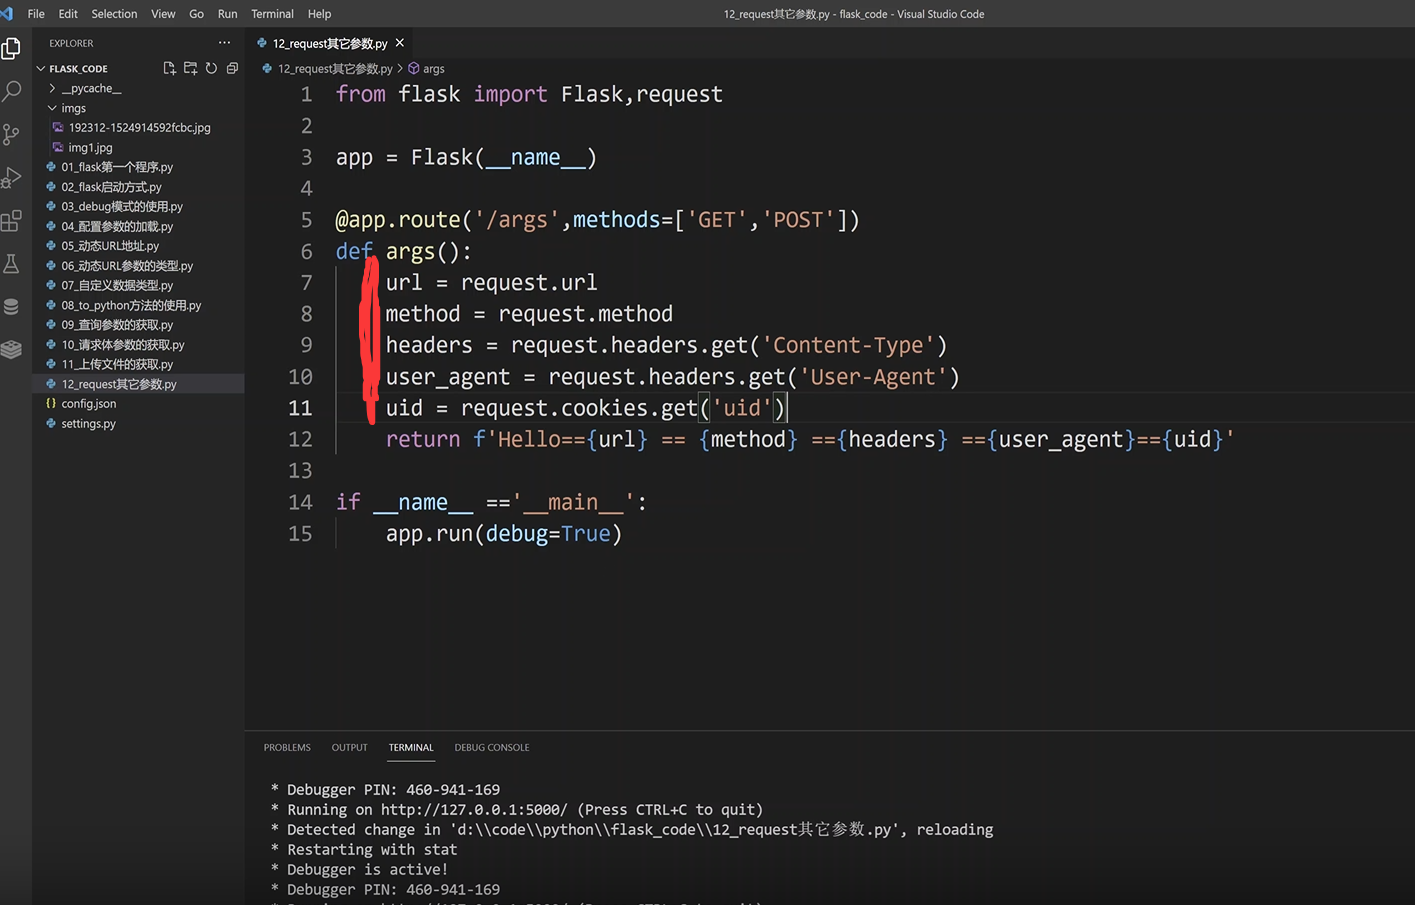 File Edit Selection View Go Run Terminal Help
12_request其它参数.py - flask_code - Visual Studio Code
EXPLORER
FLASK_CODE
__pycache__
imgs
192312-1524914592fcbc.jpg
img1.jpg
01_flask第一个程序.py
02_flask启动方式.py
03_debug模式的使用.py
04_配置参数的加载.py
05_动态URL地址.py
06_动态URL参数的类型.py
07_自定义数据类型.py
08_to_python方法的使用.py
09_查询参数的获取.py
10_请求体参数的获取.py
11_上传文件的获取.py
12_request其它参数.py
config.json
settings.py
12_request其它参数.py
12_request其它参数.py > args
1 from flask import Flask,request
2
3 app = Flask(__name__)
4
5 @app.route('/args',methods=['GET','POST'])
6 def args():
7 url = request.url
8 method = request.method
9 headers = request.headers.get('Content-Type')
10 user_agent = request.headers.get('User-Agent')
11 uid = request.cookies.get('uid')
12 return f'Hello=={url} == {method} =={headers} =={user_agent}=={uid}'
13
14 if __name__ =='__main__':
15 app.run(debug=True)
PROBLEMS OUTPUT TERMINAL DEBUG CONSOLE
* Debugger PIN: 460-941-169
* Running on http://127.0.0.1:5000/ (Press CTRL+C to quit)
* Detected change in 'd:\\code\\python\\flask_code\\12_request其它参数.py', reloading
* Restarting with stat
* Debugger is active!
* Debugger PIN: 460-941-169